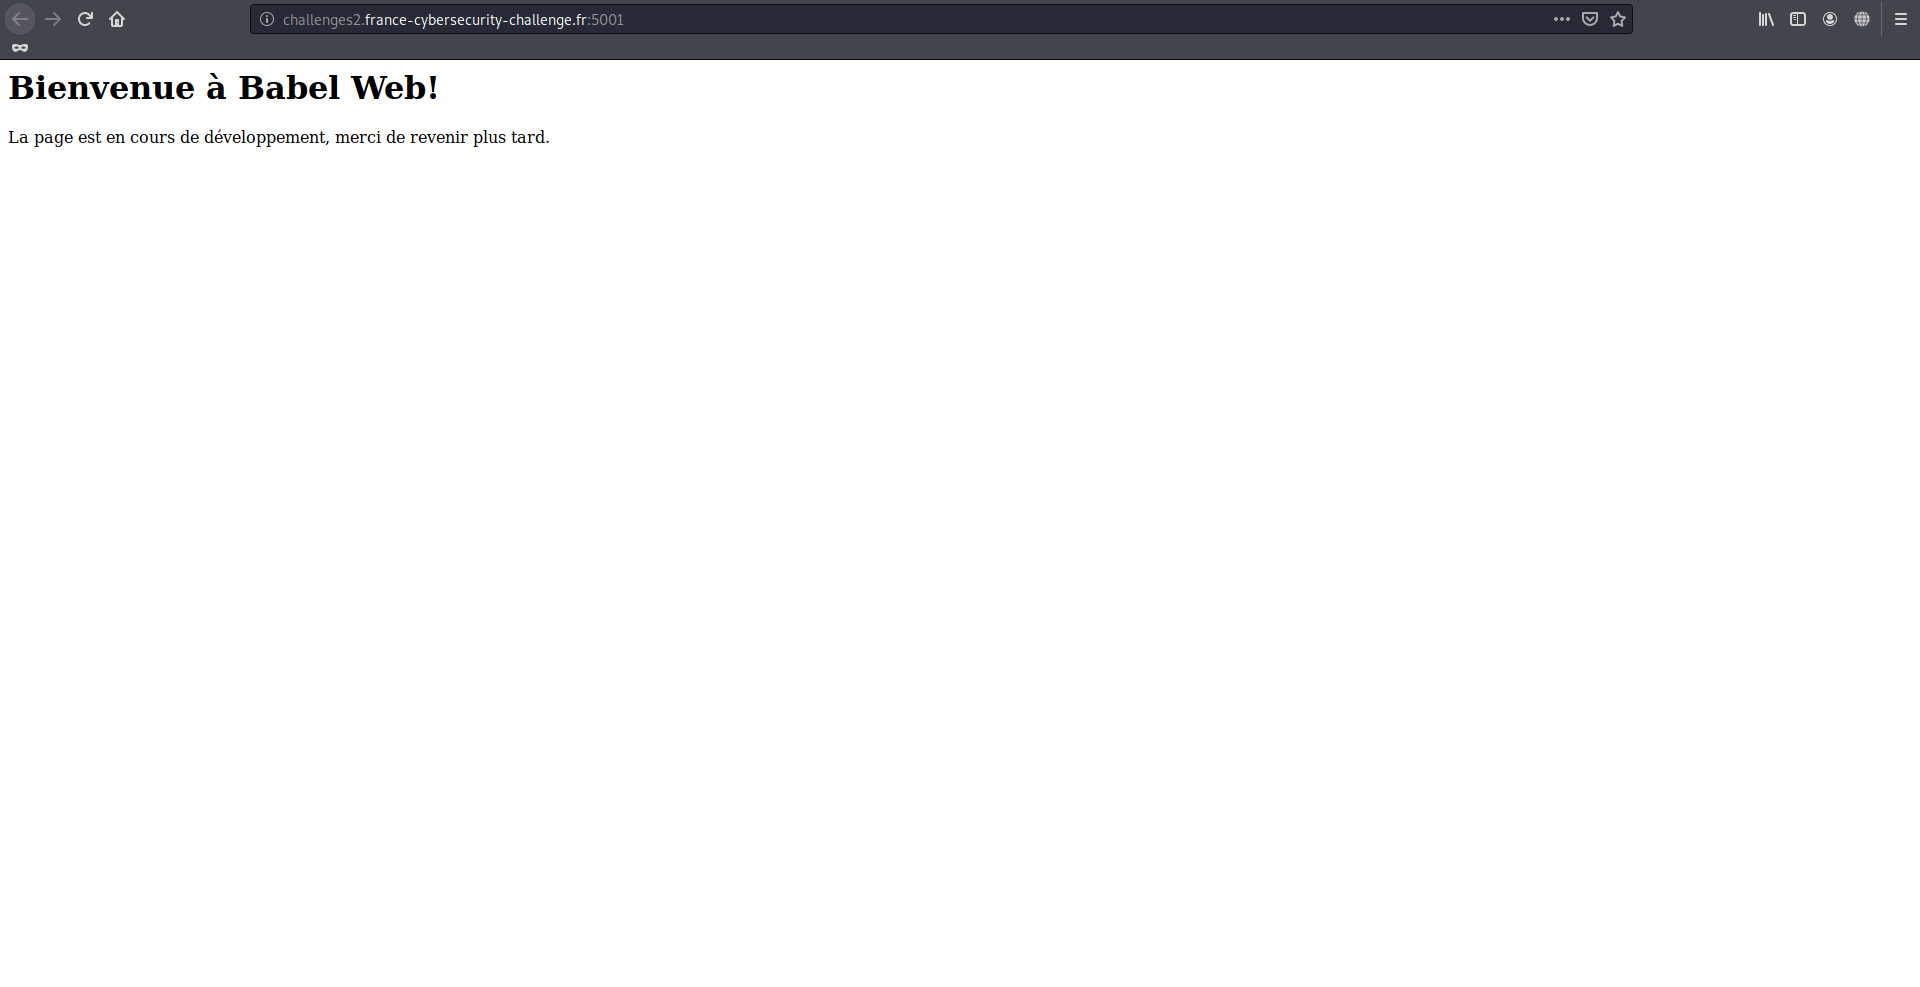 challenges2.france-cybersecurity-challenge.fr:5001
Bienvenue à Babel Web!
La page est en cours de développement, merci de revenir plus tard.